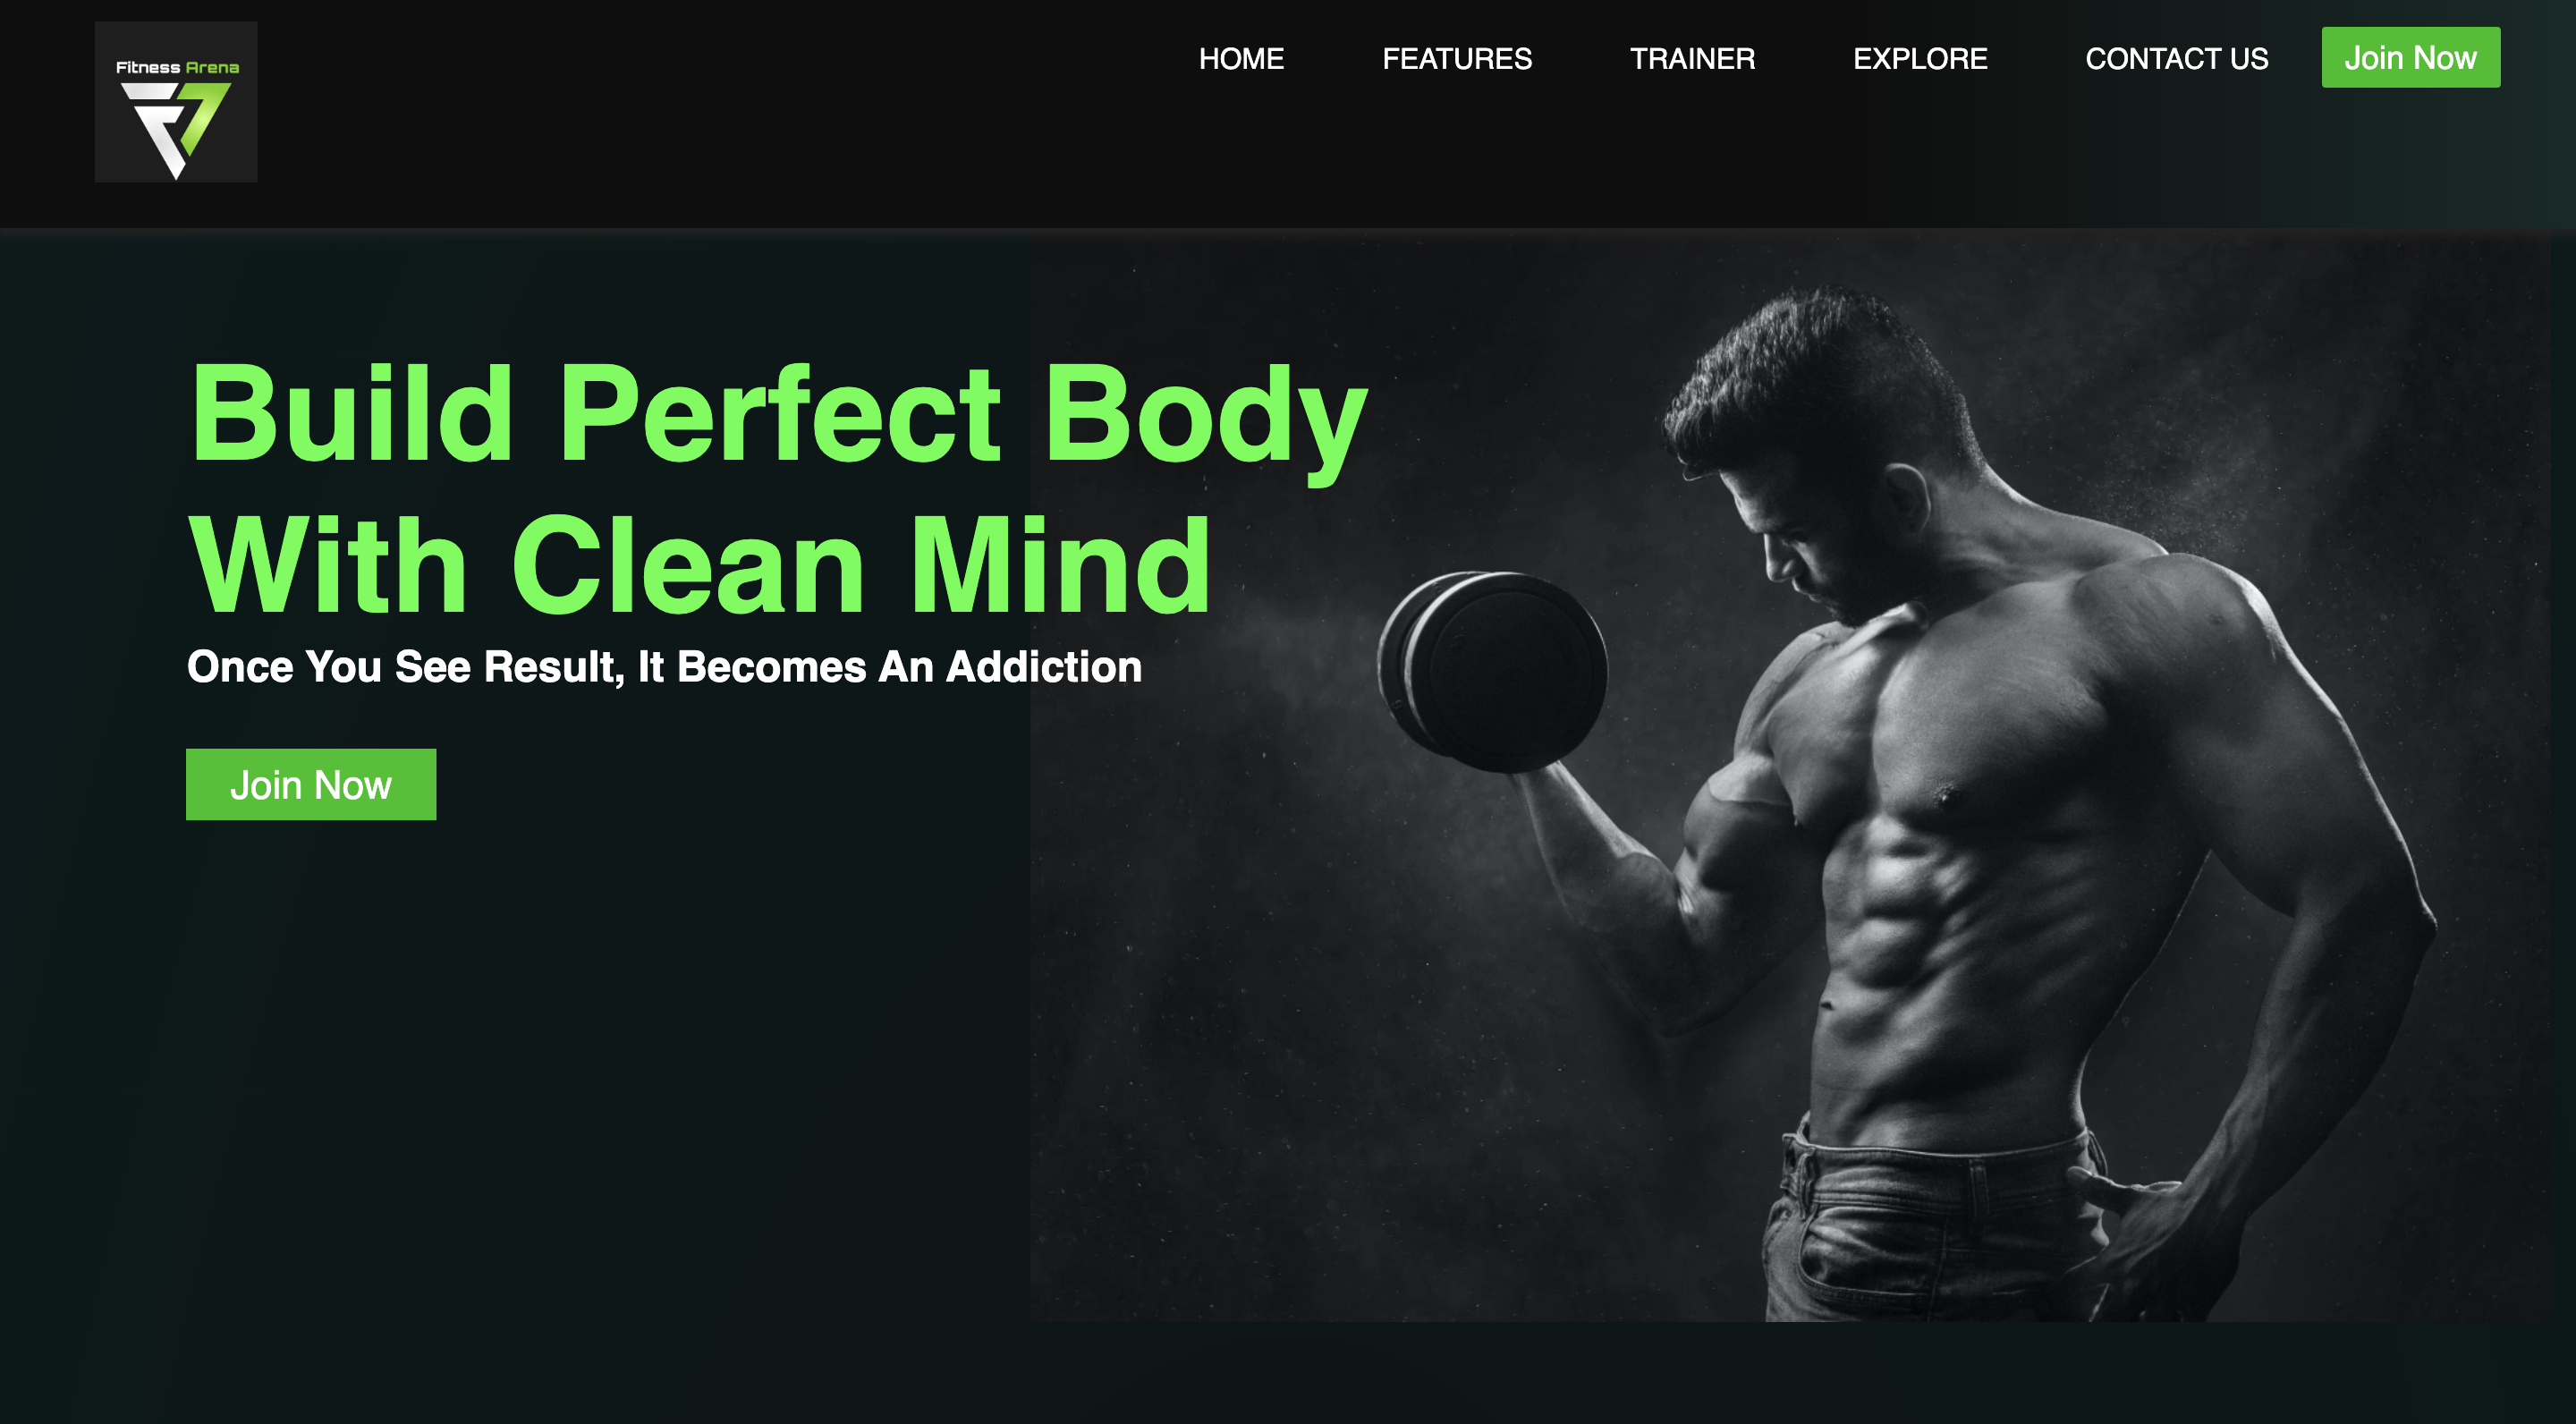 Fitness Arena
HOME FEATURES TRAINER EXPLORE CONTACT US Join Now
Build Perfect Body
With Clean Mind
Once You See Result, It Becomes An Addiction
Join Now